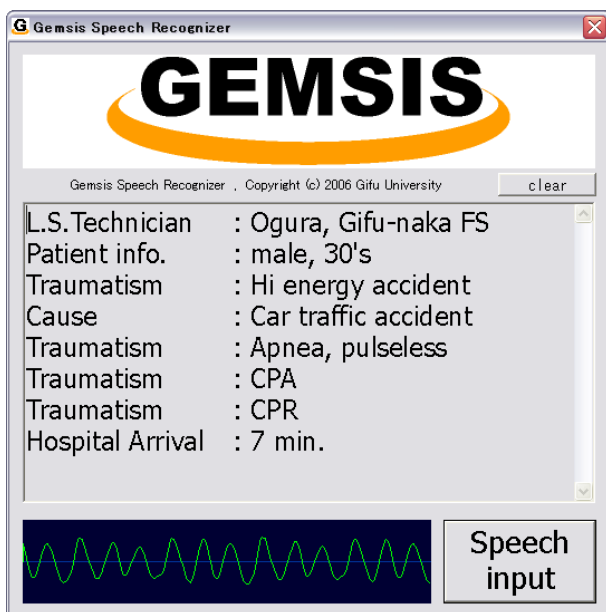 G Gemsis Speech Recognizer
GEMSIS
Gemsis Speech Recognizer , Copyright (c) 2006 Gifu University
clear
L.S.Technician : Ogura, Gifu-naka FS
Patient info. : male, 30's
Traumatism : Hi energy accident
Cause : Car traffic accident
Traumatism : Apnea, pulseless
Traumatism : CPA
Traumatism : CPR
Hospital Arrival : 7 min.
Speech
input